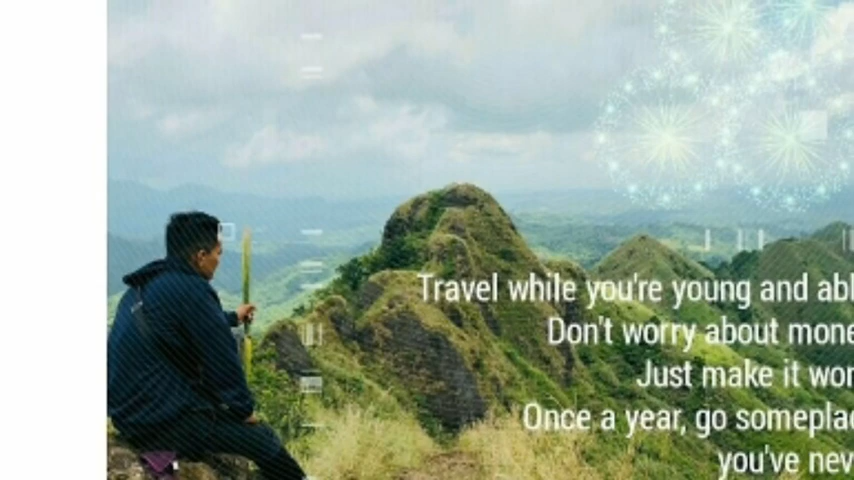 Travel while you're young and abl
Don't worry about mone
Just make it wor
Once a year, go someplac
you've nev